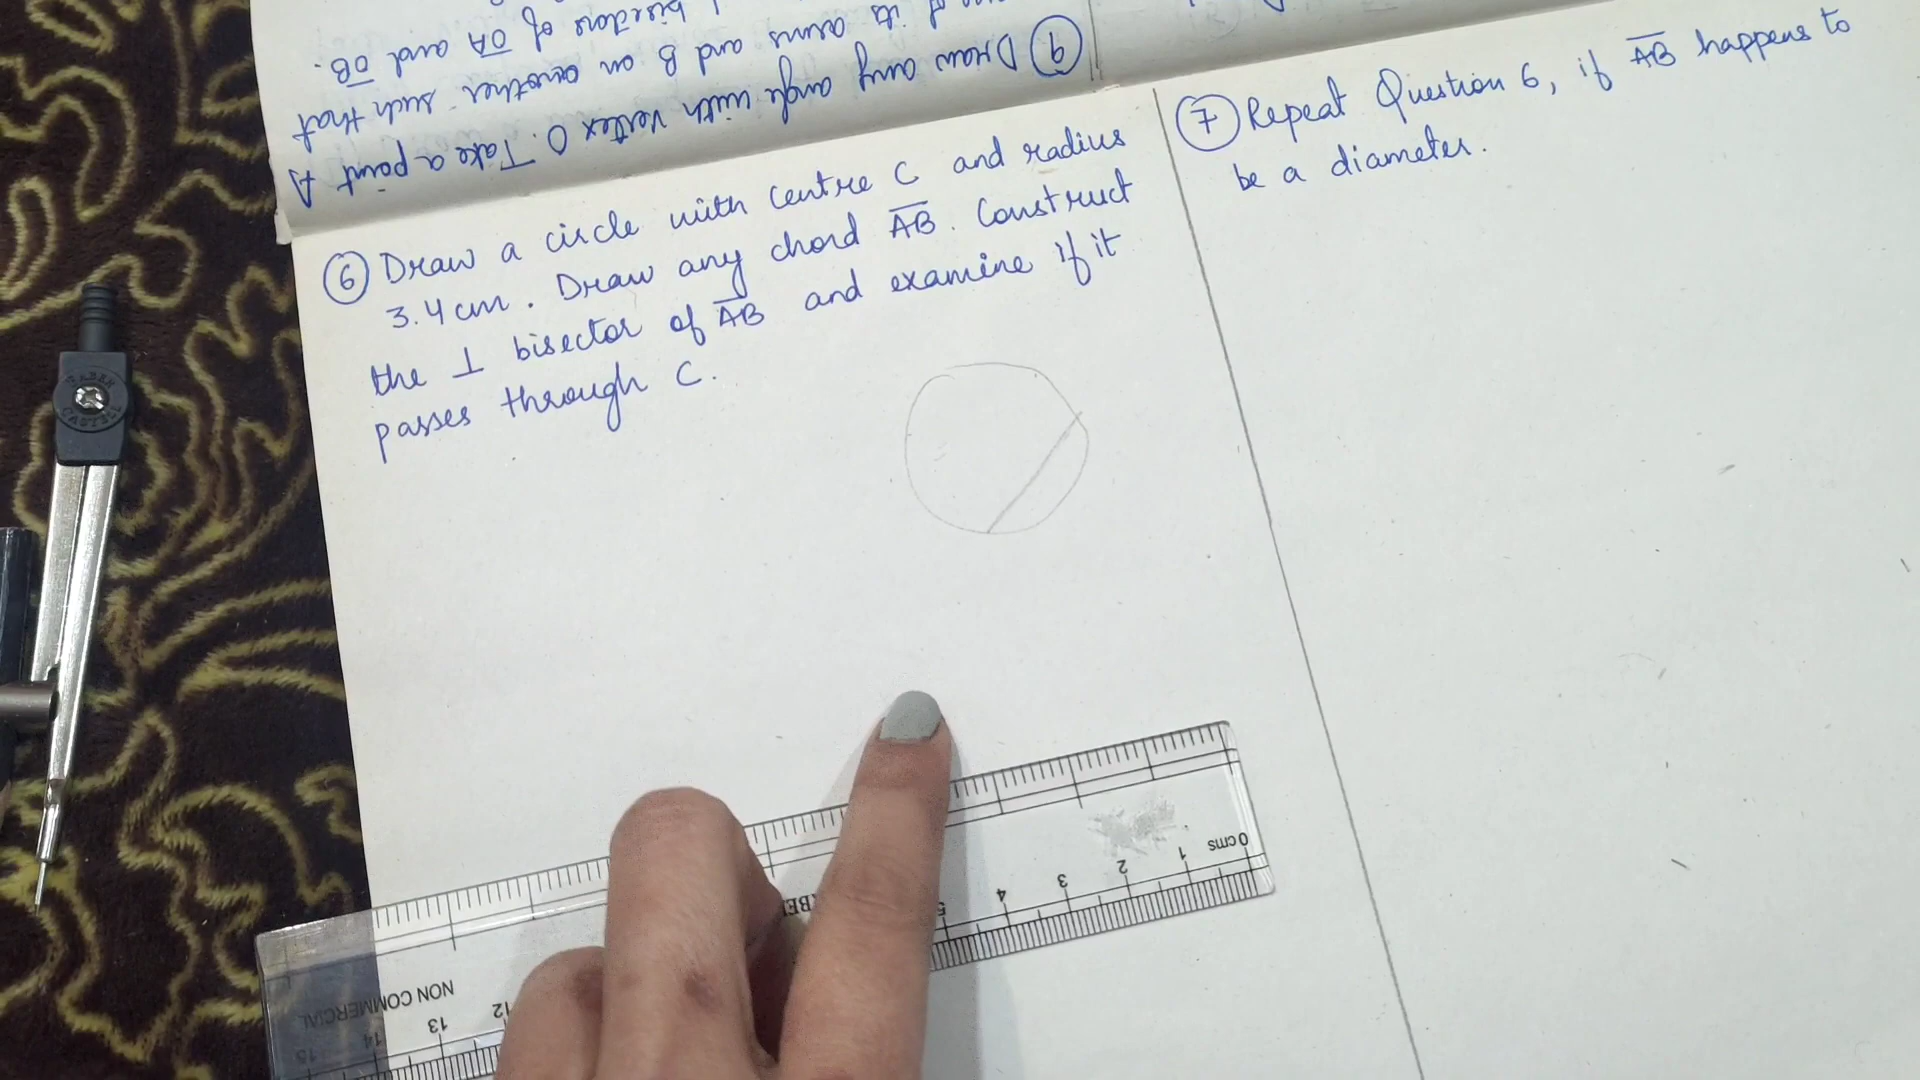 bisectors of OA and OB.
of its arms and B on another such that
9 Draw any angle with vertex O. Take a point A
6 Draw a circle with centre C and radius
3.4 cm. Draw any chord AB. Construct
the ⊥ bisector of AB and examine if it
passes through C.
7 Repeat Question 6, if AB happens to
be a diameter.
FABER
CASTELL
0 cms 1 2 3 4 5 12 13 14 15
NON COMMERCIAL